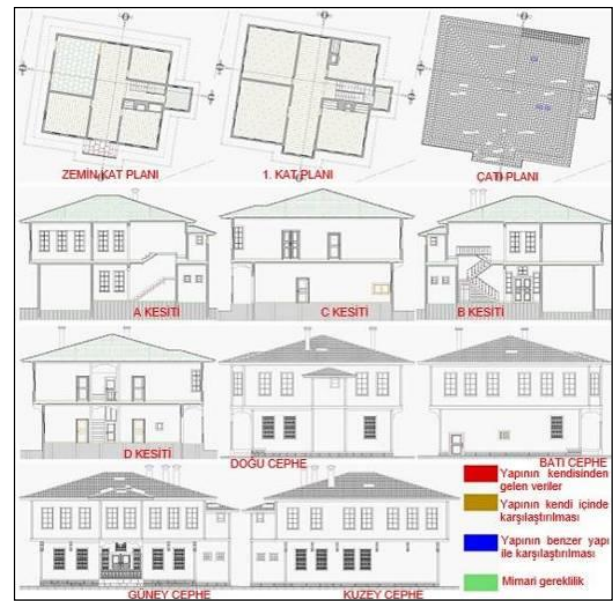 ZEMİN KAT PLANI
1. KAT PLANI
ÇATI PLANI
A KESİTİ
C KESİTİ
B KESİTİ
D KESİTİ
DOĞU CEPHE
BATI CEPHE
Yapının kendisinden
gelen veriler
Yapının kendi içinde
karşılaştırılması
Yapının benzer yapı
ile karşılaştırılması
Mimari gereklilik
GÜNEY CEPHE
KUZEY CEPHE